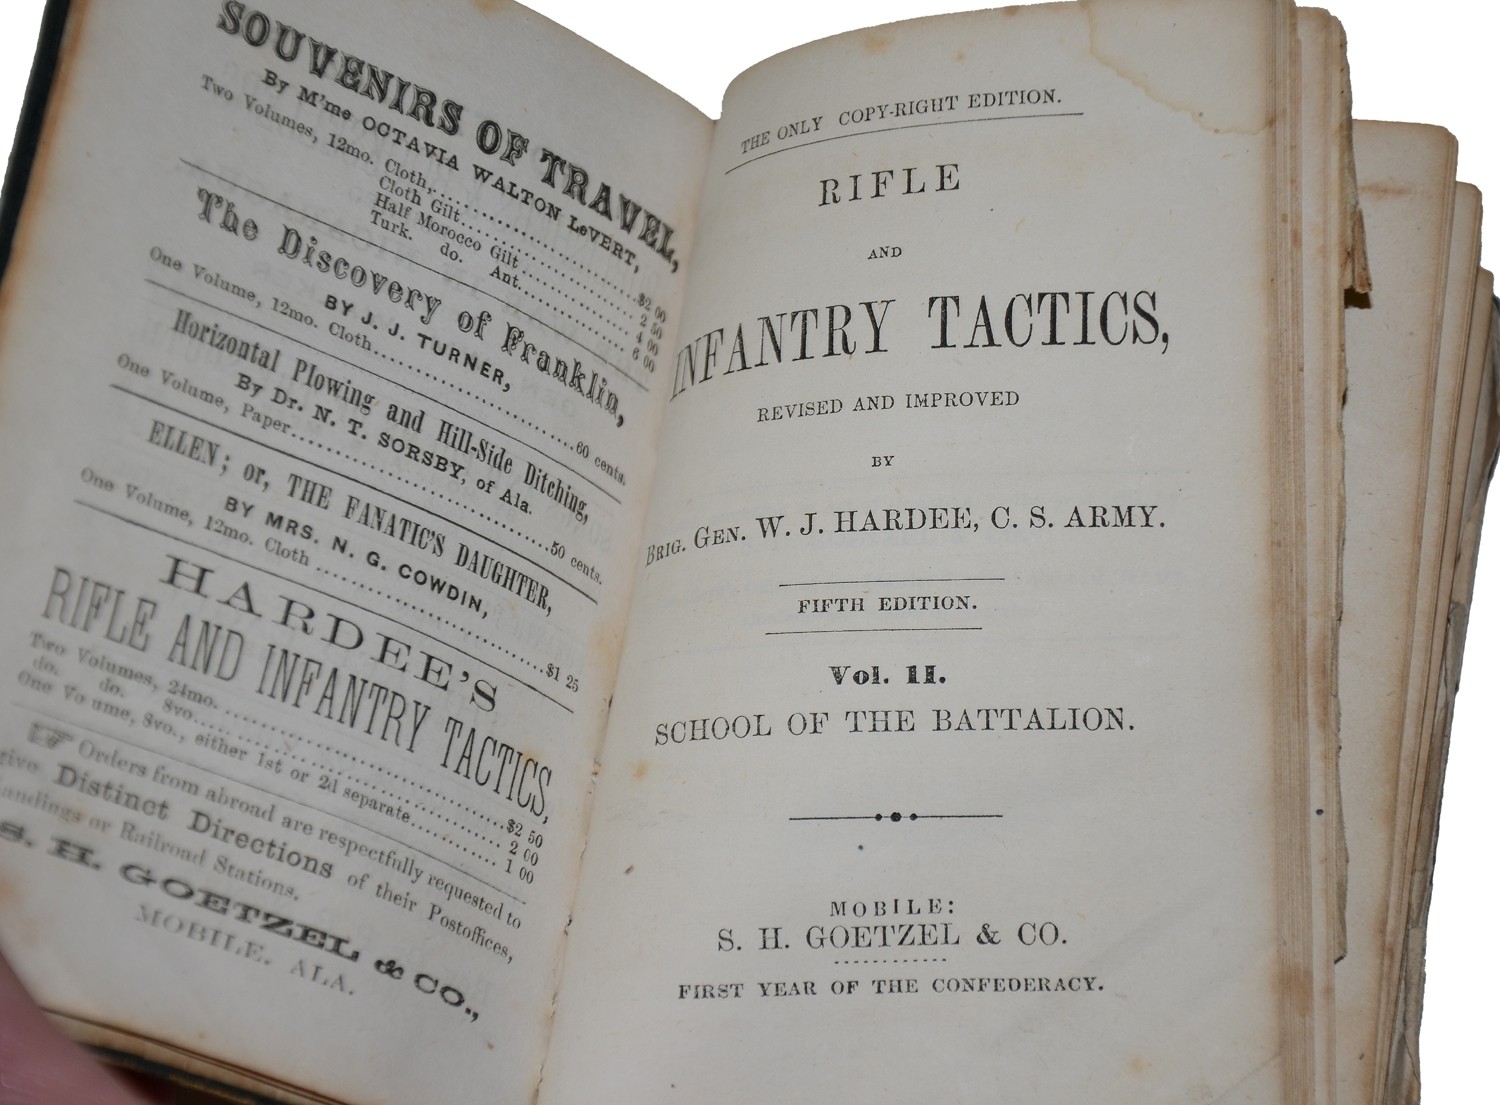 SOUVENIRS OF TRAVEL,
By M'me OCTAVIA WALTON LeVERT,
Two Volumes, 12mo. Cloth,........................$2 00
Cloth Gilt........................ 2 50
Half Morocco Gilt.................. 4 00
Turk. do. Ant.................. 6 00
The Discovery of Franklin,
BY J. J. TURNER,
One Volume, 12mo. Cloth........................60 cents.
Horizontal Plowing and Hill-Side Ditching,
By Dr. N. T. SORSBY, of Ala.
One Volume, Paper..............................50 cents.
ELLEN; or, THE FANATIC'S DAUGHTER,
BY MRS. N. G. COWDIN,
One Volume, 12mo. Cloth ........................$1 25
HARDEE'S
RIFLE AND INFANTRY TACTICS,
Two Volumes, 24mo...............................$2 50
do. do. 8vo............................... 2 00
One Vo ume, 8vo., either 1st or 2d separate............ 1 00
☞ Orders from abroad are respectfully requested to
give Distinct Directions of their Postoffices,
Landings or Railroad Stations.
S. H. GOETZEL & CO.,
MOBILE. ALA.
THE ONLY COPY-RIGHT EDITION.
RIFLE
AND
INFANTRY TACTICS,
REVISED AND IMPROVED
BY
BRIG. GEN. W. J. HARDEE, C. S. ARMY.
FIFTH EDITION.
Vol. II.
SCHOOL OF THE BATTALION.
MOBILE:
S. H. GOETZEL & CO.
FIRST YEAR OF THE CONFEDERACY.